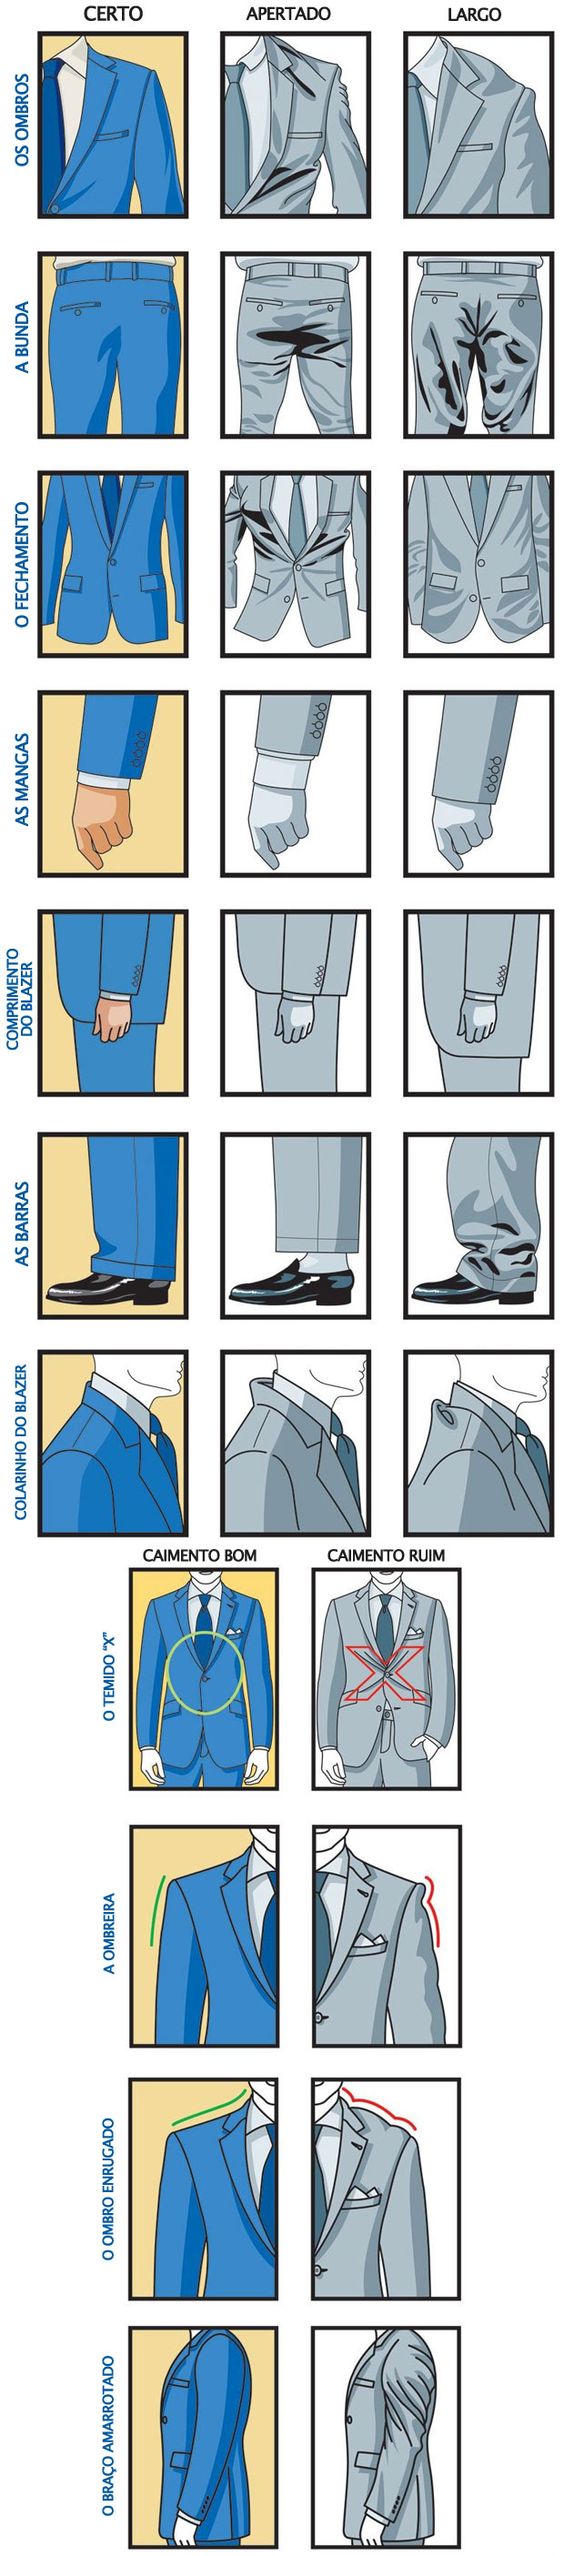 CERTO
APERTADO
LARGO
OS OMBROS
A BUNDA
O FECHAMENTO
AS MANGAS
COMPRIMENTO
DO BLAZER
AS BARRAS
COLARINHO DO BLAZER
CAIMENTO BOM
CAIMENTO RUIM
O TEMIDO "X"
A OMBREIRA
O OMBRO ENRUGADO
O BRAÇO AMARROTADO